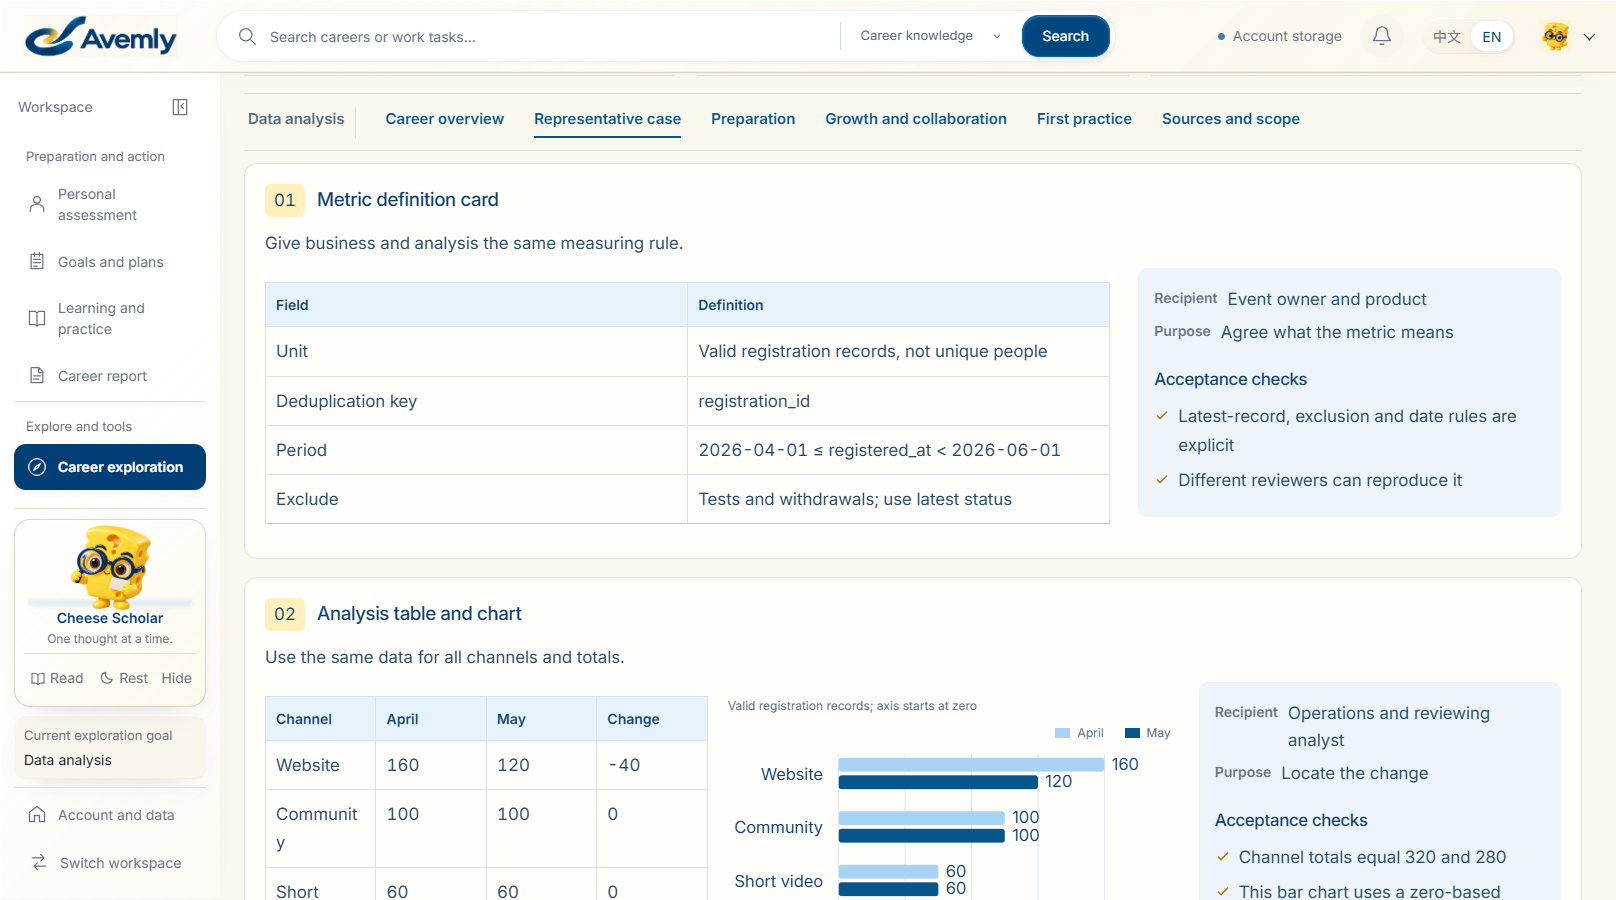 Avemly
Search careers or work tasks...
Career knowledge
Search
Account storage
中文
EN
Workspace
Preparation and action
Personal
assessment
Goals and plans
Learning and
practice
Career report
Explore and tools
Career exploration
Cheese Scholar
One thought at a time.
Read
Rest
Hide
Current exploration goal
Data analysis
Account and data
Switch workspace
Data analysis
Career overview
Representative case
Preparation
Growth and collaboration
First practice
Sources and scope
01 Metric definition card
Give business and analysis the same measuring rule.
Field Definition
Unit Valid registration records, not unique people
Deduplication key registration_id
Period 2026-04-01 ≤ registered_at < 2026-06-01
Exclude Tests and withdrawals; use latest status
Recipient Event owner and product
Purpose Agree what the metric means
Acceptance checks
Latest-record, exclusion and date rules are
explicit
Different reviewers can reproduce it
02 Analysis table and chart
Use the same data for all channels and totals.
Channel April May Change
Website 160 120 -40
Communit
y 100 100 0
Short 60 60 0
Valid registration records; axis starts at zero
April May
Website 160
120
Community 100
100
Short video 60
60
Recipient Operations and reviewing
analyst
Purpose Locate the change
Acceptance checks
Channel totals equal 320 and 280
This bar chart uses a zero-based